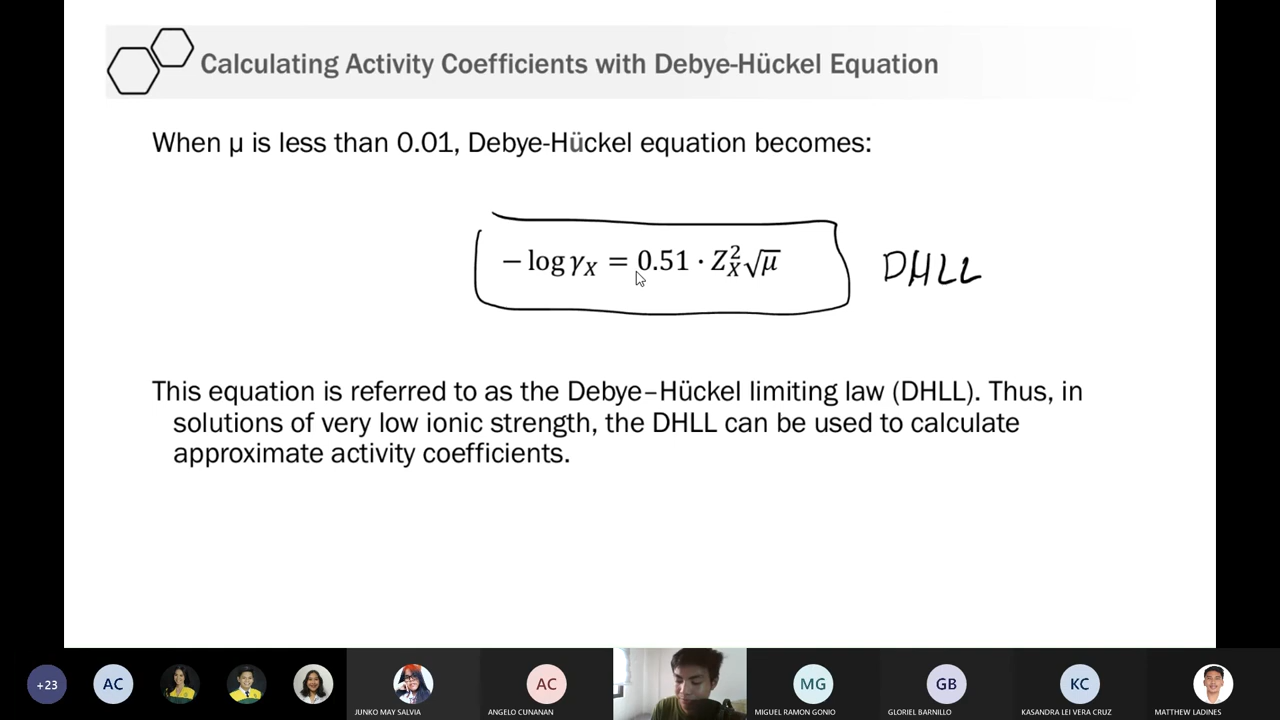 Calculating Activity Coefficients with Debye-Hückel Equation
When µ is less than 0.01, Debye-Hückel equation becomes:
− log γ_X = 0.51 · Z_X^2 √μ
DHLL
This equation is referred to as the Debye–Hückel limiting law (DHLL). Thus, in
solutions of very low ionic strength, the DHLL can be used to calculate
approximate activity coefficients.
+23
AC
AC
MG
GB
KC
JUNKO MAY SALVIA
ANGELO CUNANAN
MIGUEL RAMON GONIO
GLORIEL BARNILLO
KASANDRA LEI VERA CRUZ
MATTHEW LADINES